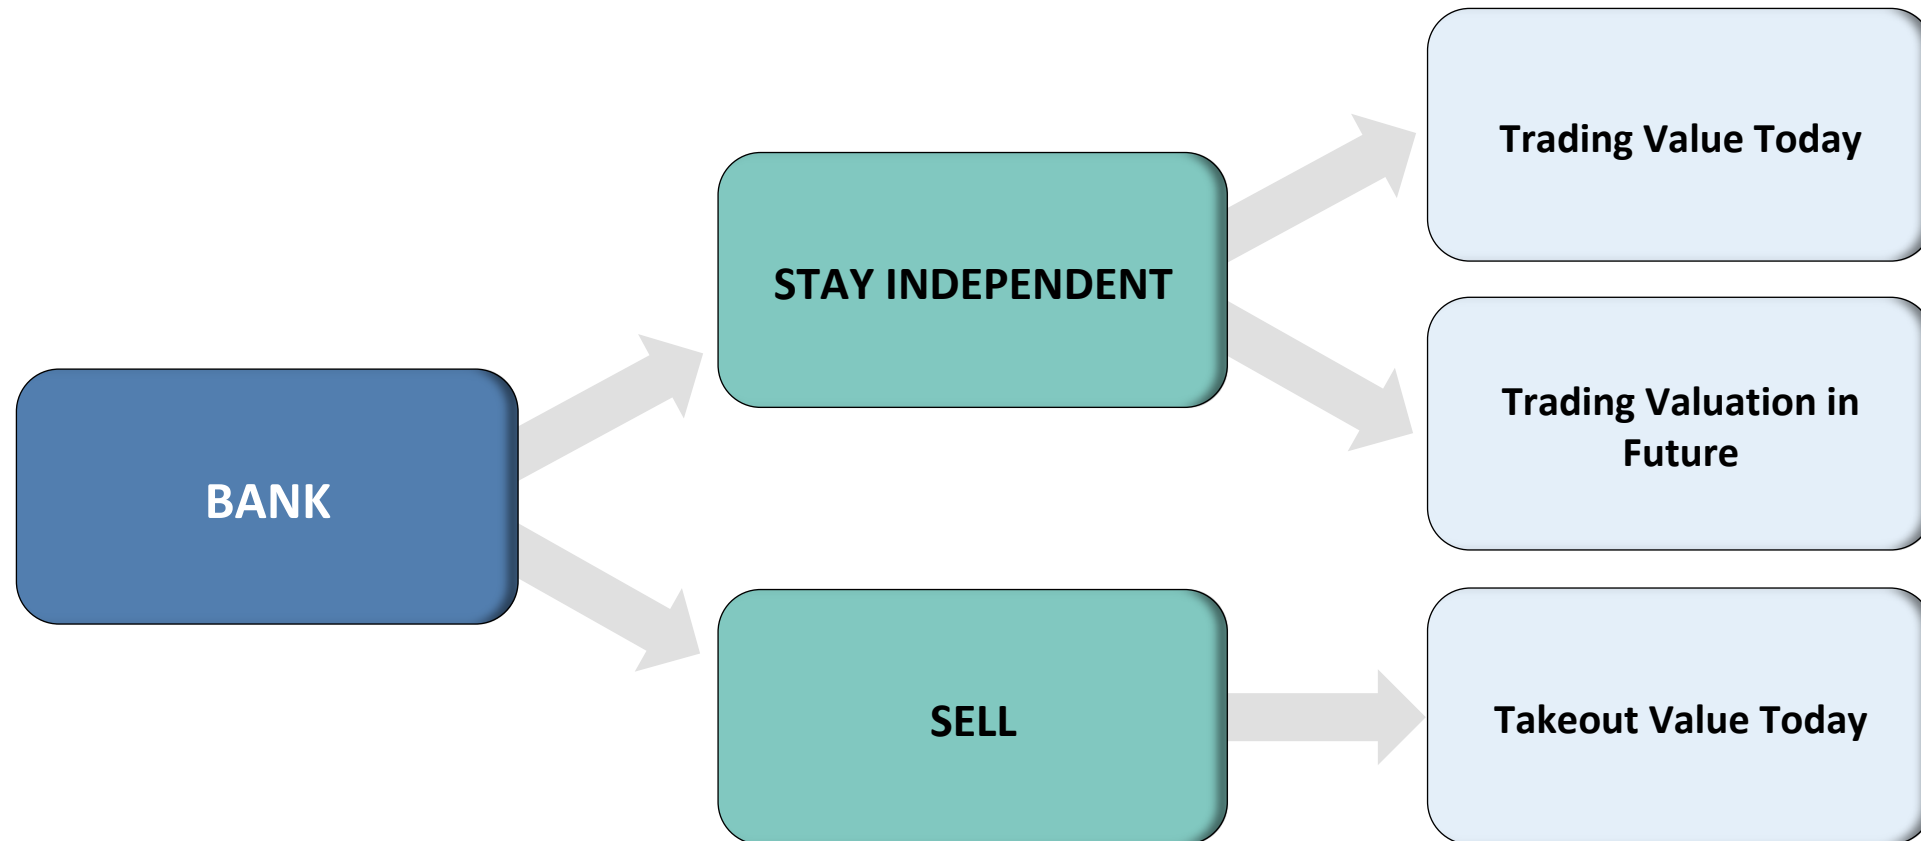 BANK
STAY INDEPENDENT
SELL
Trading Value Today
Trading Valuation in
Future
Takeout Value Today